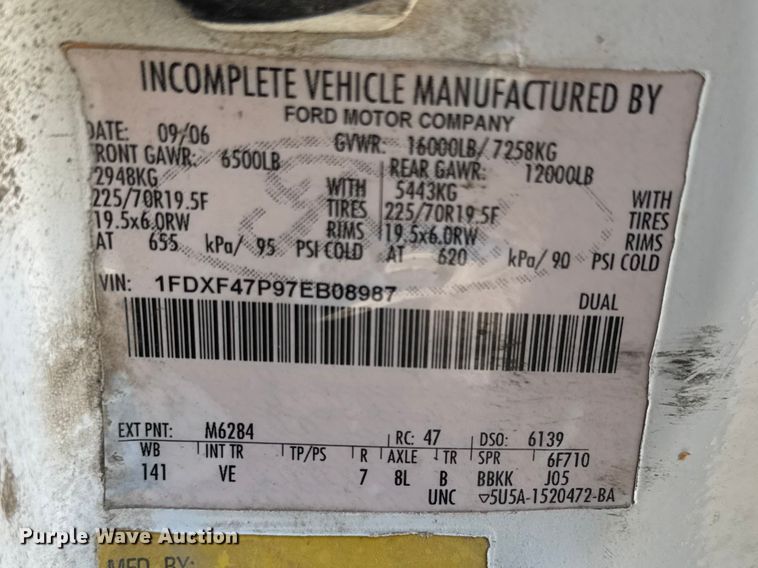 INCOMPLETE VEHICLE MANUFACTURED BY
FORD MOTOR COMPANY
DATE: 09/06 GVWR: 16000LB/ 7258KG
FRONT GAWR: 6500LB REAR GAWR: 12000LB
2948KG WITH 5443KG WITH
225/70R19.5F TIRES 225/70R19.5F TIRES
19.5x6.0RW RIMS 19.5x6.0RW RIMS
AT 655 kPa/ 95 PSI COLD AT 620 kPa/ 90 PSI COLD
VIN: 1FDXF47P97EB08987 DUAL
EXT PNT: M6284 RC: 47 DSO: 6139
WB INT TR TP/PS R AXLE TR SPR 6F710
141 VE 7 8L B BBKK J05
UNC ▽5U5A-1520472-BA
Purple Wave Auction
MFD BY: